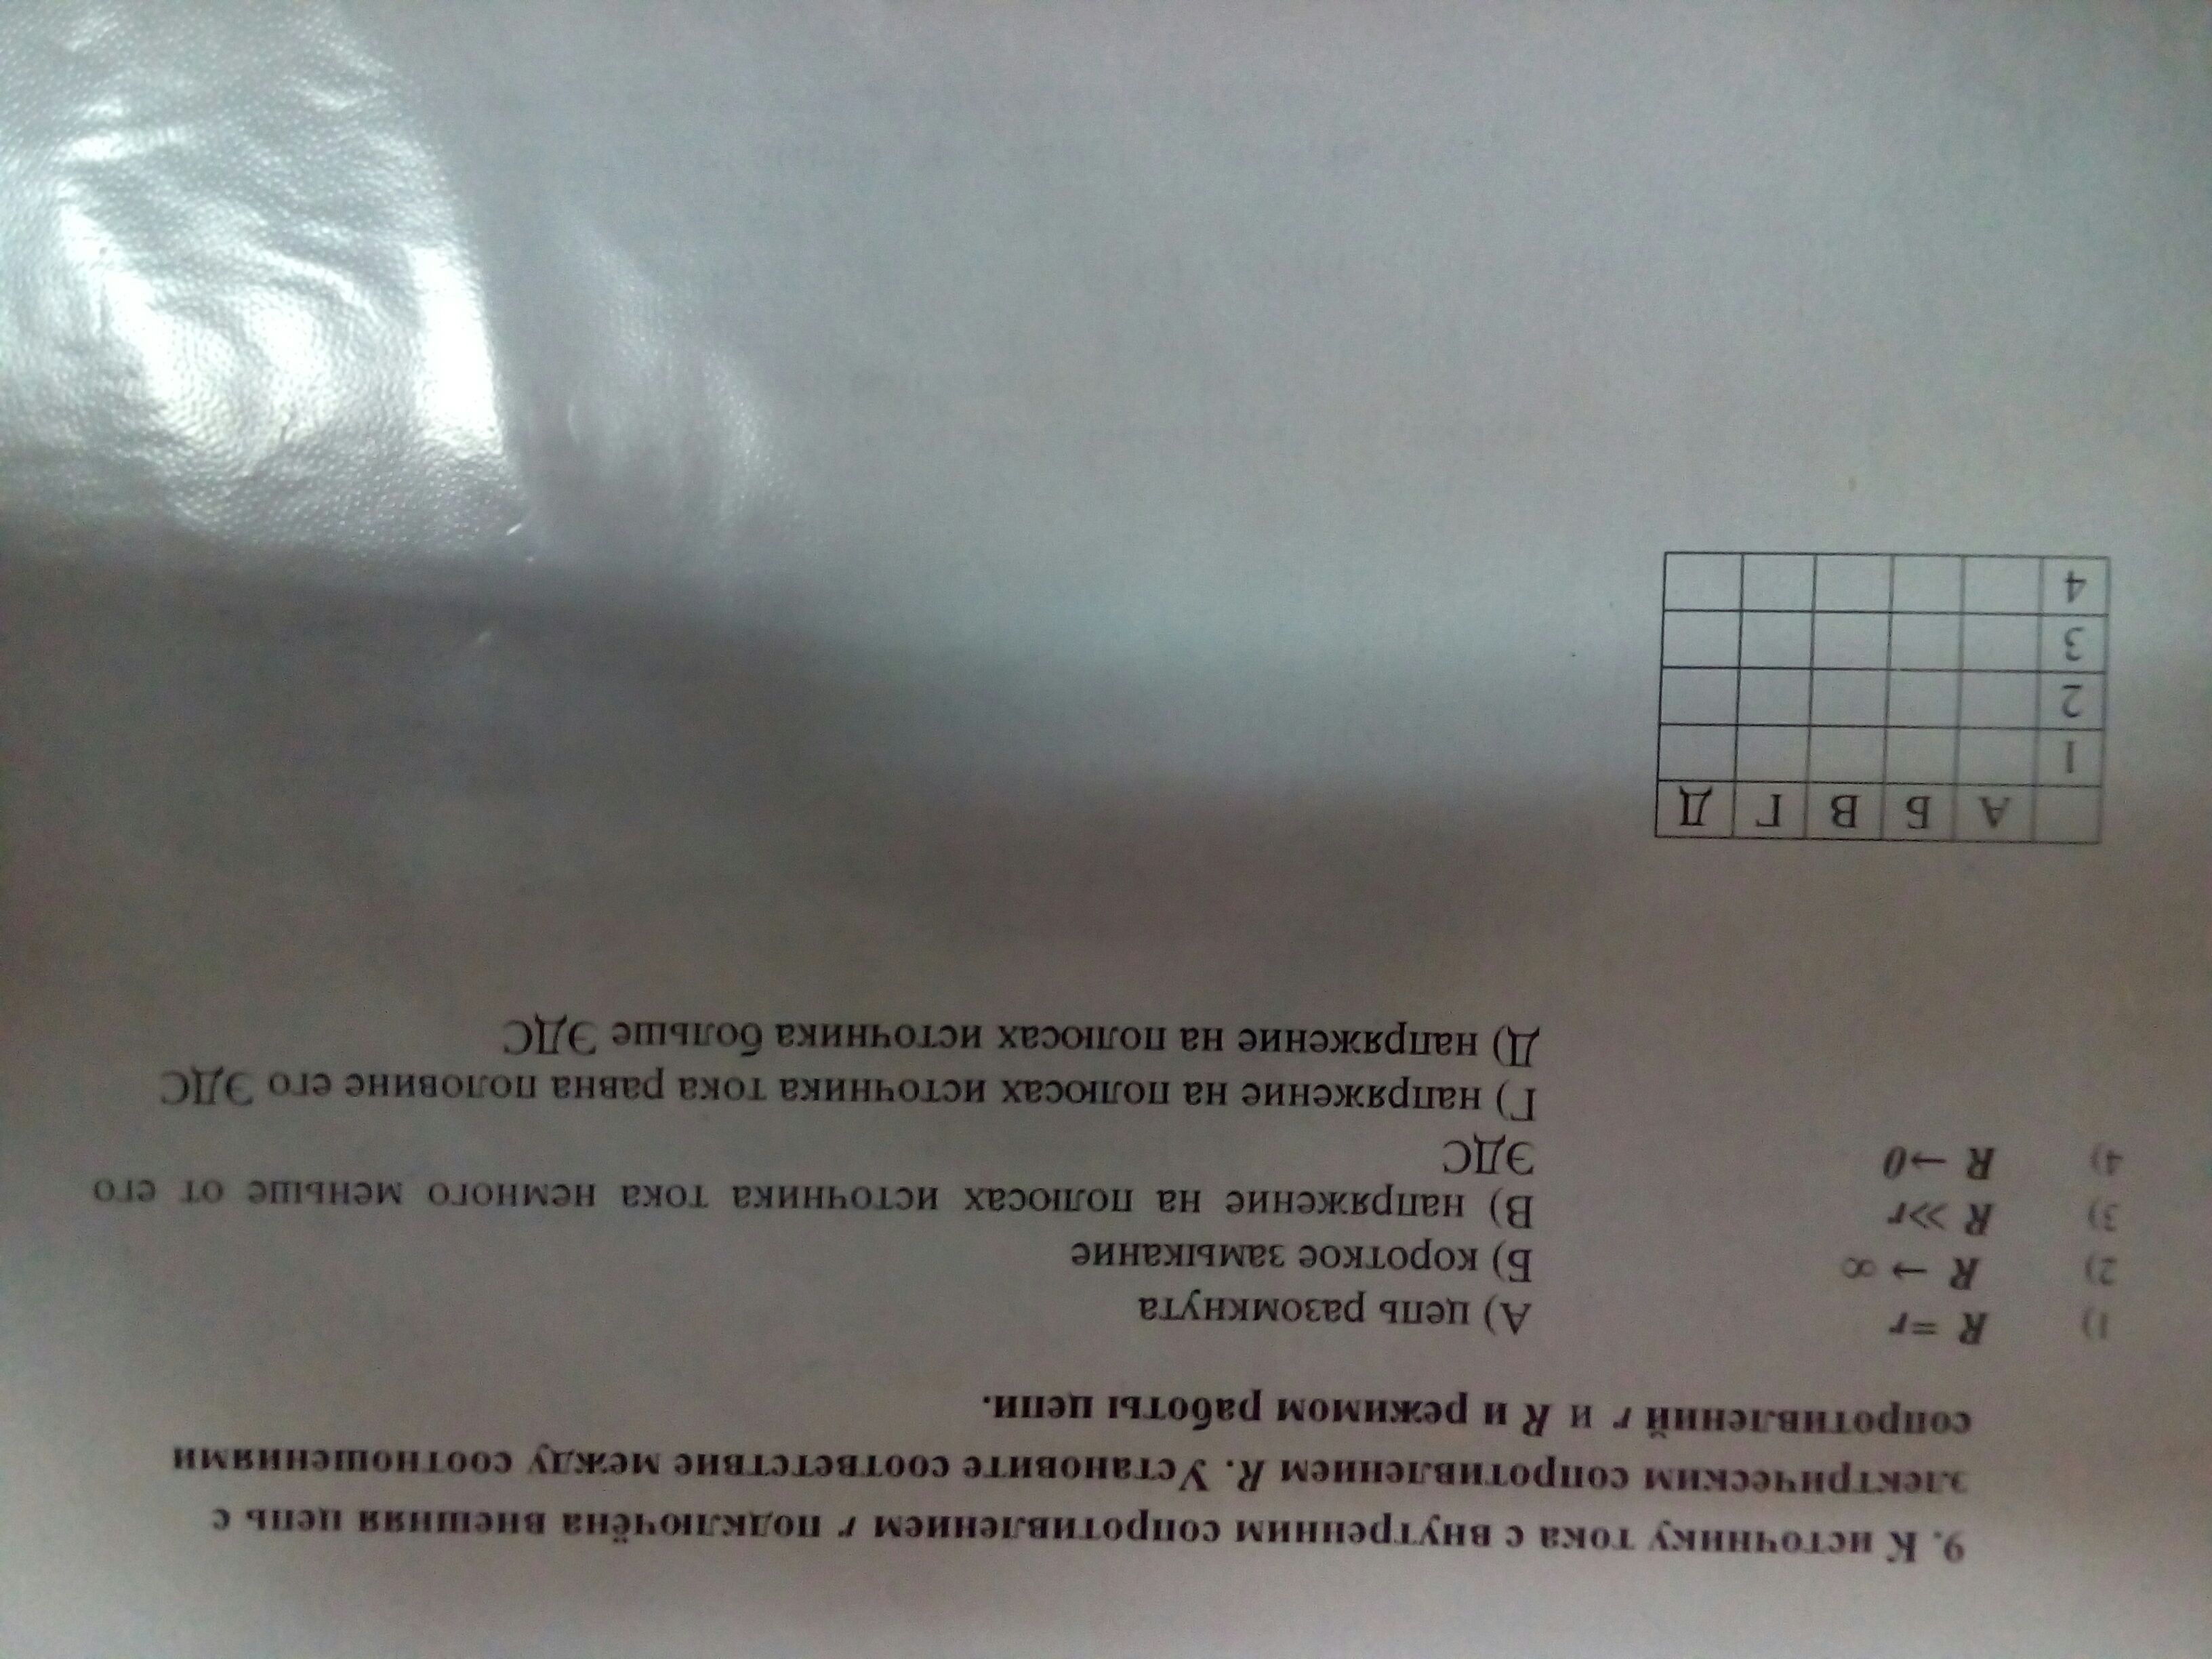 9. К источнику тока с внутренним сопротивлением r подключёна внешняя цепь с
электрическим сопротивлением R. Установите соответствие между соотношениями
сопротивлений r и R и режимом работы цепи.
1) R =r
2) R → ∞
3) R ≫r
4) R →0
А) цепь разомкнута
Б) короткое замыкание
В) напряжение на полюсах источника тока немного меньше от его
ЭДС
Г) напряжение на полюсах источника тока равна половине его ЭДС
Д) напряжение на полюсах источника больше ЭДС
А Б В Г Д
1
2
3
4